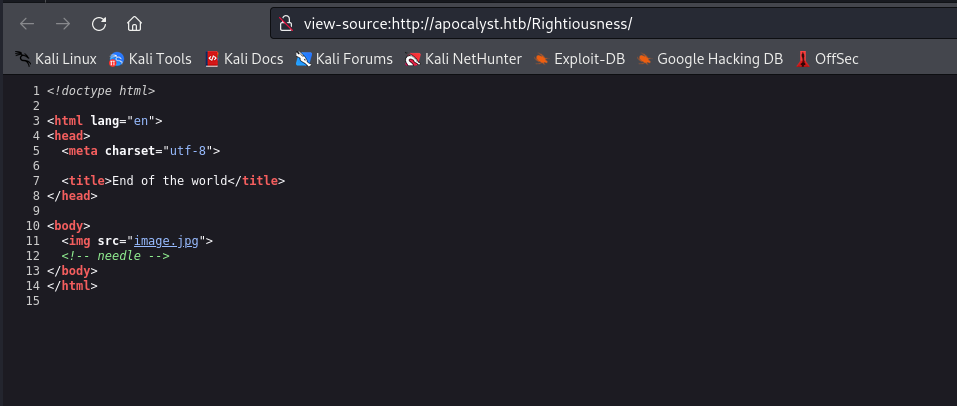 view-source:http://apocalyst.htb/Rightiousness/
Kali Linux Kali Tools Kali Docs Kali Forums Kali NetHunter Exploit-DB Google Hacking DB OffSec
1 <!doctype html>
2
3 <html lang="en">
4 <head>
5   <meta charset="utf-8">
6
7   <title>End of the world</title>
8 </head>
9
10 <body>
11   <img src="image.jpg">
12   <!-- needle -->
13 </body>
14 </html>
15